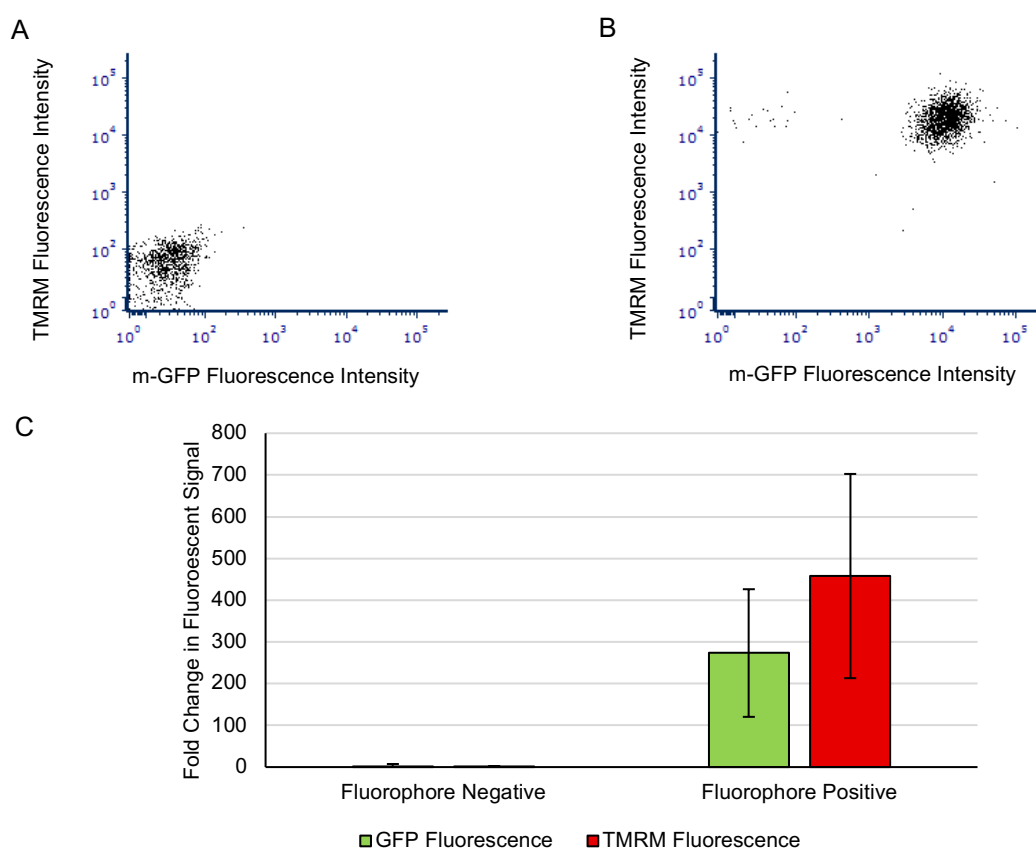 A
TMRM Fluorescence Intensity
10^5
10^4
10^3
10^2
10^0
10^0 10^2 10^3 10^4 10^5
m-GFP Fluorescence Intensity
B
TMRM Fluorescence Intensity
10^5
10^4
10^3
10^2
10^0
10^0 10^2 10^3 10^4 10^5
m-GFP Fluorescence Intensity
C
Fold Change in Fluoroescent Signal
800
700
600
500
400
300
200
100
0
Fluorophore Negative Fluorophore Positive
GFP Fluorescence TMRM Fluorescence